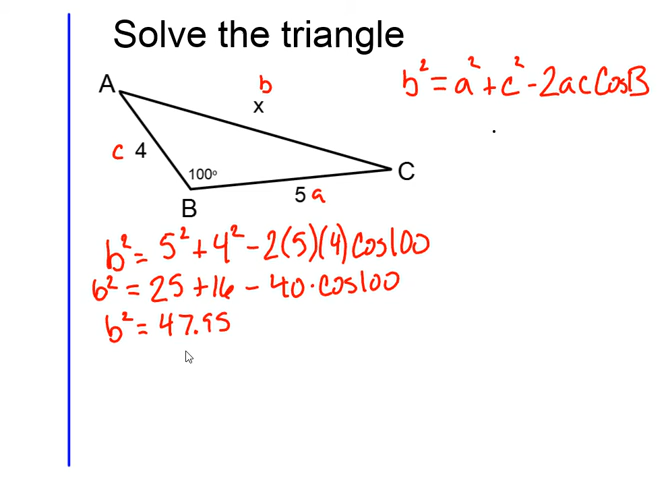 Solve the triangle
b² = a² + c² - 2ac Cos B
A
b
x
c 4
100°
C
5 a
B
b² = 5² + 4² - 2(5)(4) cos100
b² = 25 + 16 - 40 · cos100
b² = 47.95